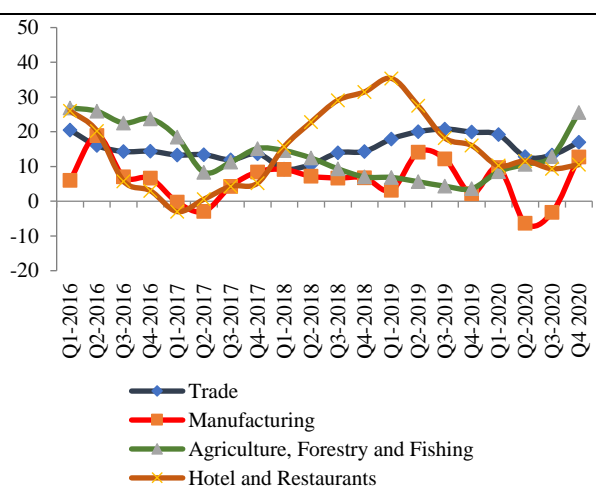 50
40
30
20
10
0
-10
-20
Q1-2016
Q2-2016
Q3-2016
Q4-2016
Q1-2017
Q2-2017
Q3-2017
Q4-2017
Q1-2018
Q2-2018
Q3-2018
Q4-2018
Q1-2019
Q2-2019
Q3-2019
Q4-2019
Q1-2020
Q2-2020
Q3-2020
Q4 2020
Trade
Manufacturing
Agriculture, Forestry and Fishing
Hotel and Restaurants